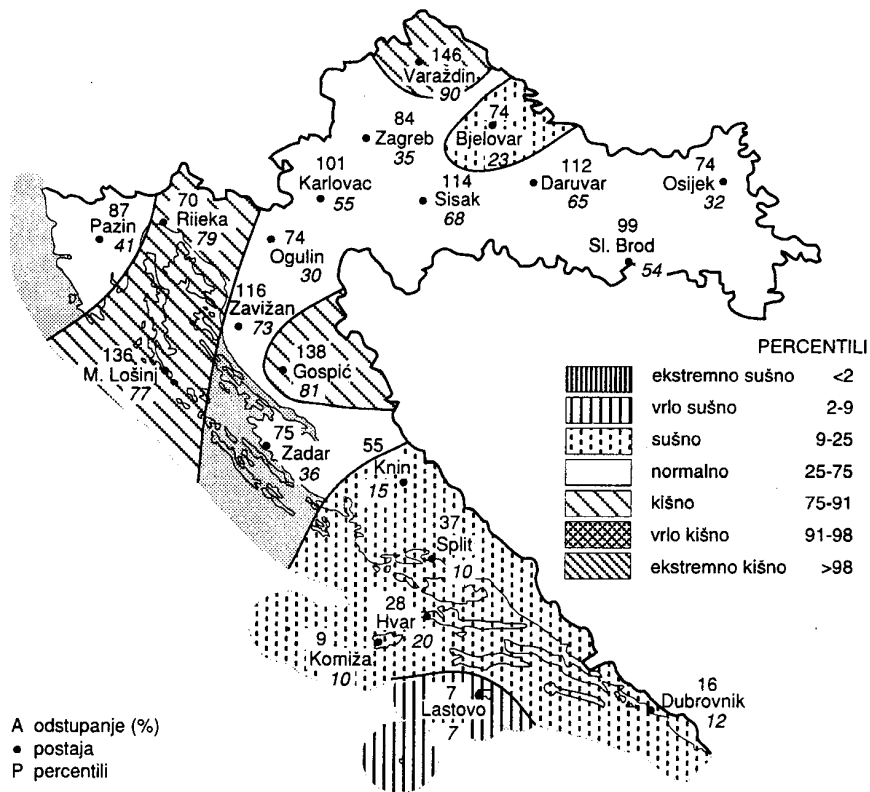 146
Varaždin
90
84
Zagreb
35
74
Bjelovar
23
101
Karlovac
55
114
Sisak
68
112
Daruvar
65
74
Osijek
32
87
Pazin
41
70
Rijeka
79
74
Ogulin
30
99
Sl. Brod
54
116
Zavižan
73
136
M. Lošinj
77
138
Gospić
81
75
Zadar
36
55
Knin
15
37
Split
10
28
Hvar
20
9
Komiža
10
7
Lastovo
7
16
Dubrovnik
12
PERCENTILI
ekstremno sušno <2
vrlo sušno 2-9
sušno 9-25
normalno 25-75
kišno 75-91
vrlo kišno 91-98
ekstremno kišno >98
A odstupanje (%)
● postaja
P percentili